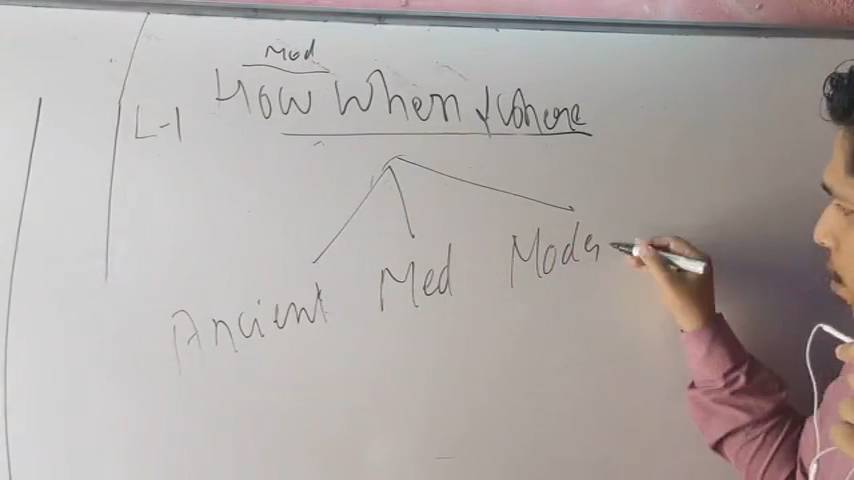 Mod
L-1 How When & Where
Ancient Med Mode